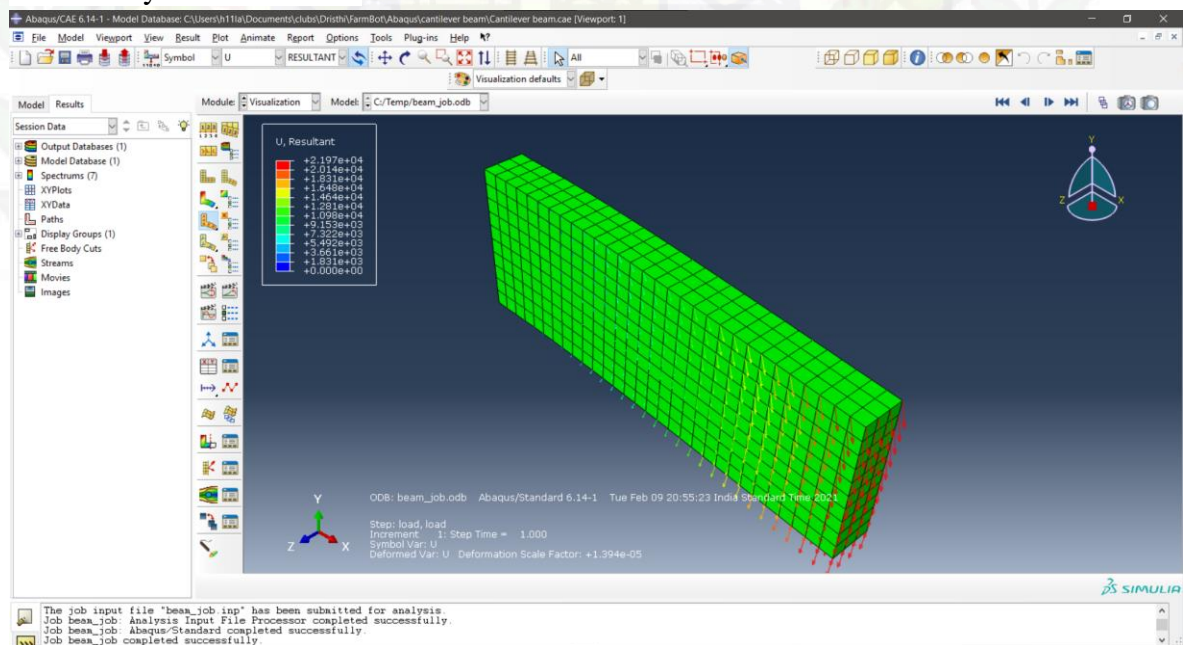 Abaqus/CAE 6.14-1 - Model Database: C:\Users\h11la\Documents\clubs\Dristhi\FarmBot\Abaqus\cantilever beam\Cantilever beam.cae [Viewport: 1]
File Model Viewport View Result Plot Animate Report Options Tools Plug-ins Help
Symbol U RESULTANT All
Visualization defaults
Model Results
Module: Visualization Model: C:/Temp/beam_job.odb
Session Data
Output Databases (1)
Model Database (1)
Spectrums (7)
XYPlots
XYData
Paths
Display Groups (1)
Free Body Cuts
Streams
Movies
Images
U, Resultant
+2.197e+04
+2.014e+04
+1.831e+04
+1.648e+04
+1.464e+04
+1.281e+04
+1.098e+04
+9.153e+03
+7.322e+03
+5.492e+03
+3.661e+03
+1.831e+03
+0.000e+00
Y
Z X
ODB: beam_job.odb Abaqus/Standard 6.14-1 Tue Feb 09 20:55:23 India Standard Time 2021
Y
Z X
Step: load, load
Increment 1: Step Time = 1.000
Symbol Var: U
Deformed Var: U Deformation Scale Factor: +1.394e-05
SIMULIA
The job input file "beam_job.inp" has been submitted for analysis.
Job beam_job: Analysis Input File Processor completed successfully.
Job beam_job: Abaqus/Standard completed successfully.
Job beam_job completed successfully.